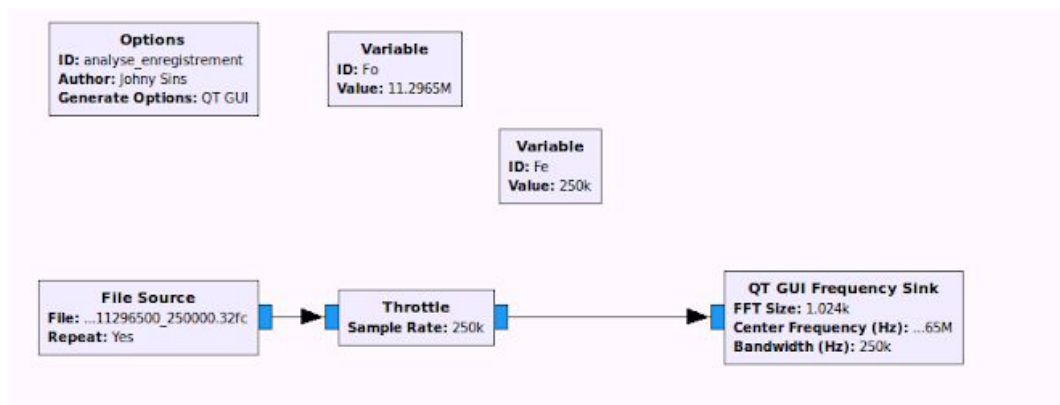 Options
ID: analyse_enregistrement
Author: Johny Sins
Generate Options: QT GUI
Variable
ID: Fo
Value: 11.2965M
Variable
ID: Fe
Value: 250k
File Source
File: ...11296500_250000.32fc
Repeat: Yes
Throttle
Sample Rate: 250k
QT GUI Frequency Sink
FFT Size: 1.024k
Center Frequency (Hz): ...65M
Bandwidth (Hz): 250k